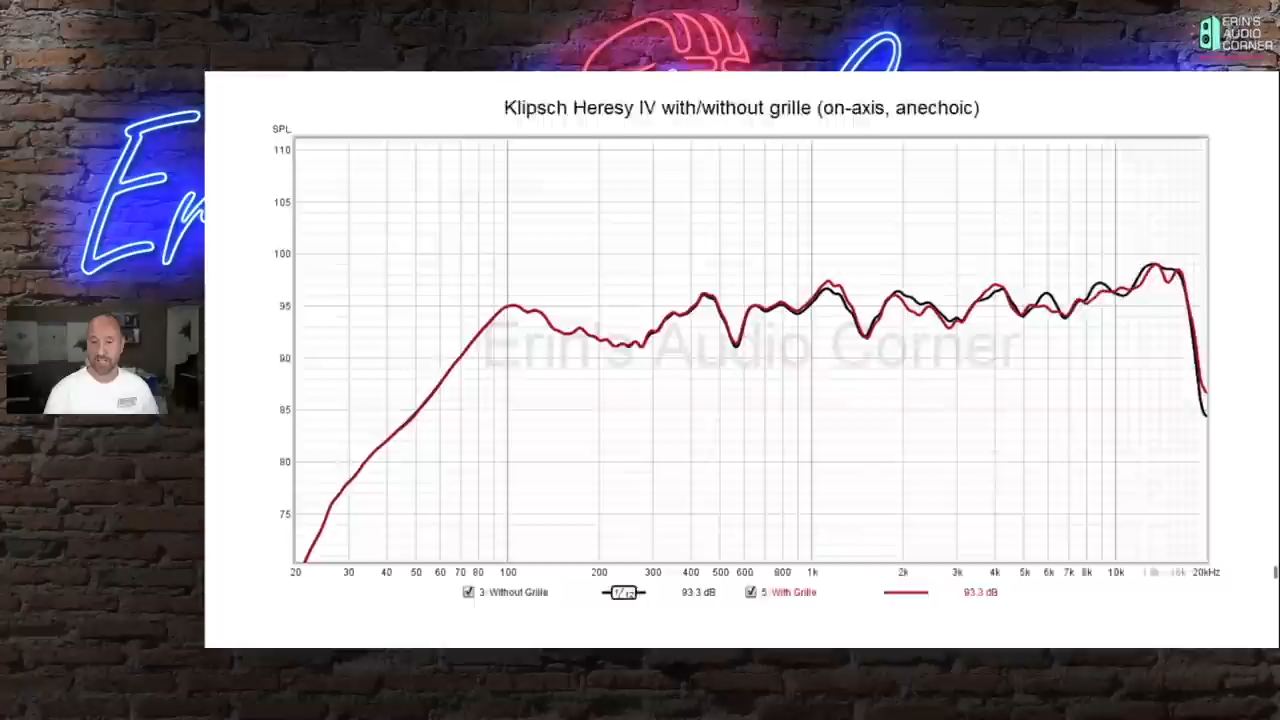 ERIN'S
AUDIO
CORNER
Er
Klipsch Heresy IV with/without grille (on-axis, anechoic)
SPL
110
105
100
95
90
85
80
75
Erin's Audio Corner
20 30 40 50 60 70 80 100 200 300 400 500 600 800 1k 2k 3k 4k 5k 6k 7k 8k 10k 20kHz
3: Without Grille 1/12 93.3 dB 5: With Grille 93.3 dB